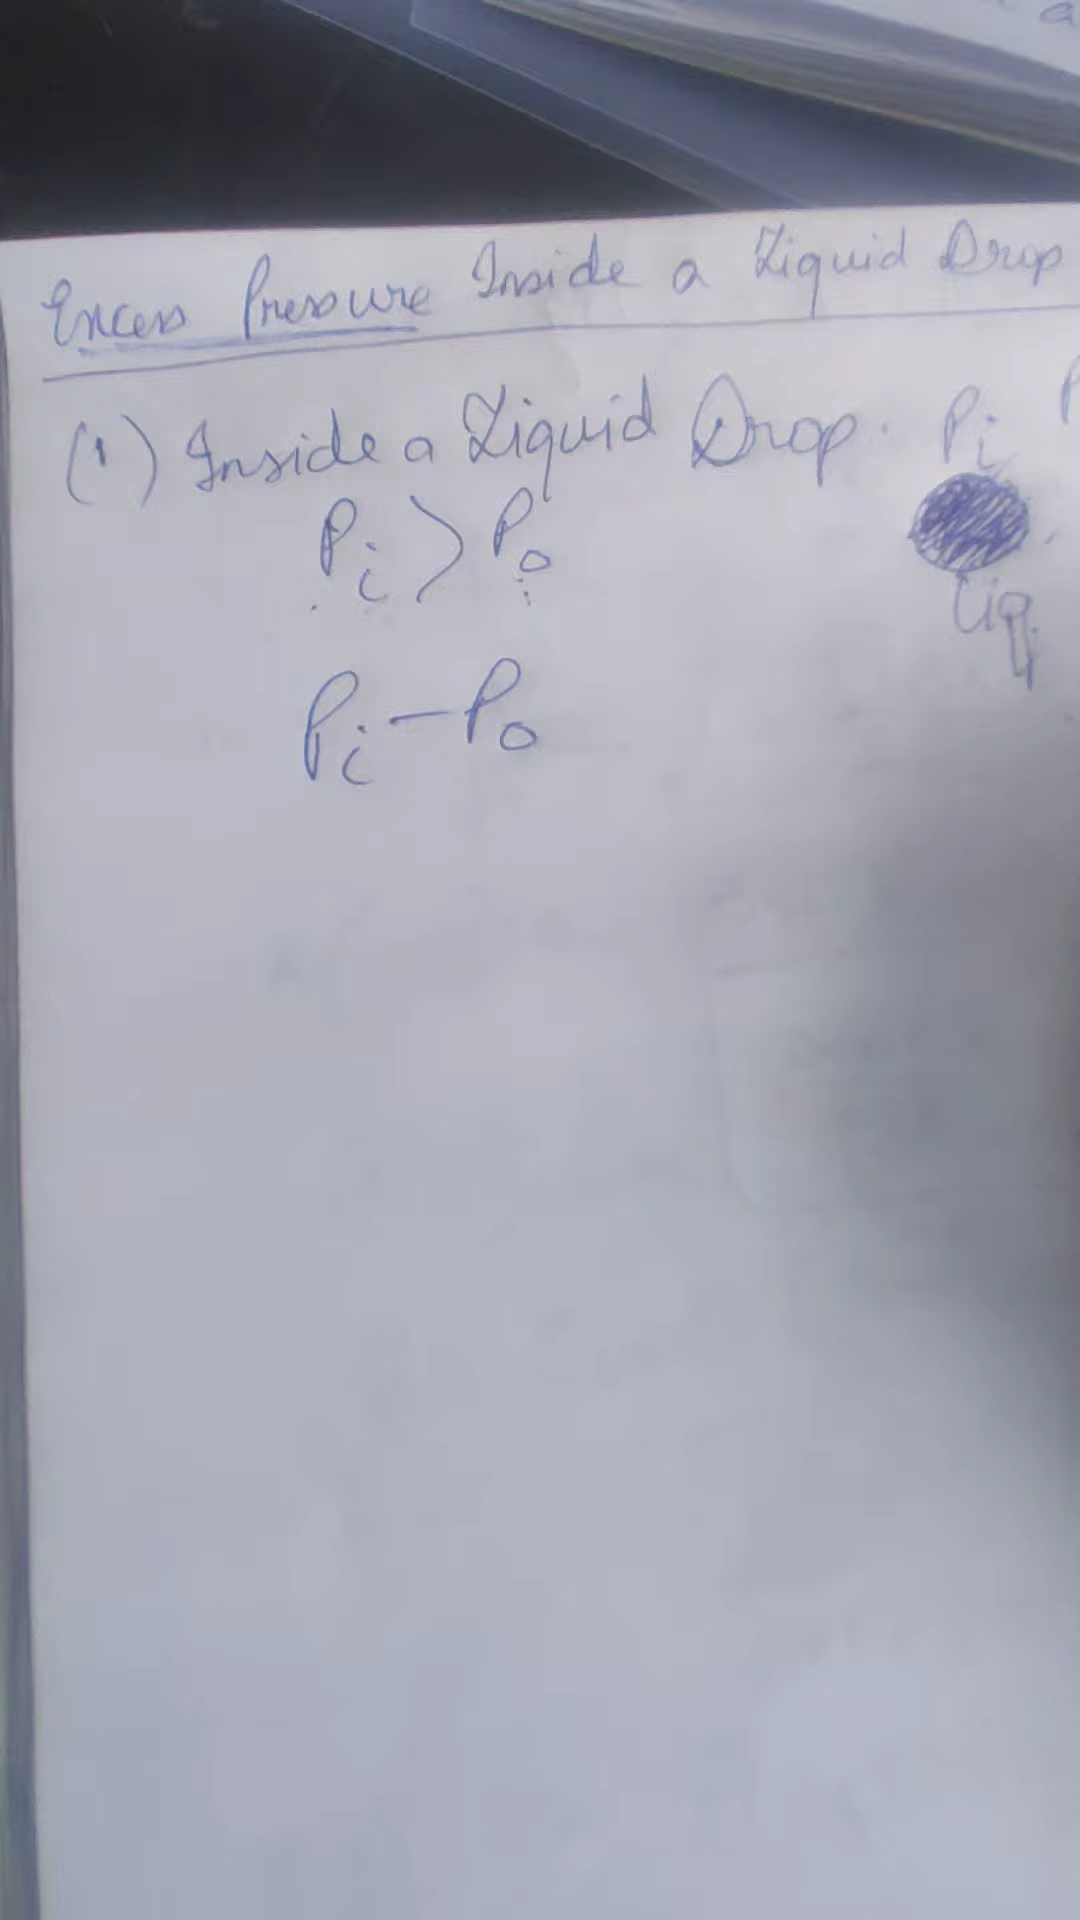 Excess Pressure Inside a Liquid Drop
(1) Inside a Liquid Drop. Pi P
Pi > Po
Liq.
Pi - Po